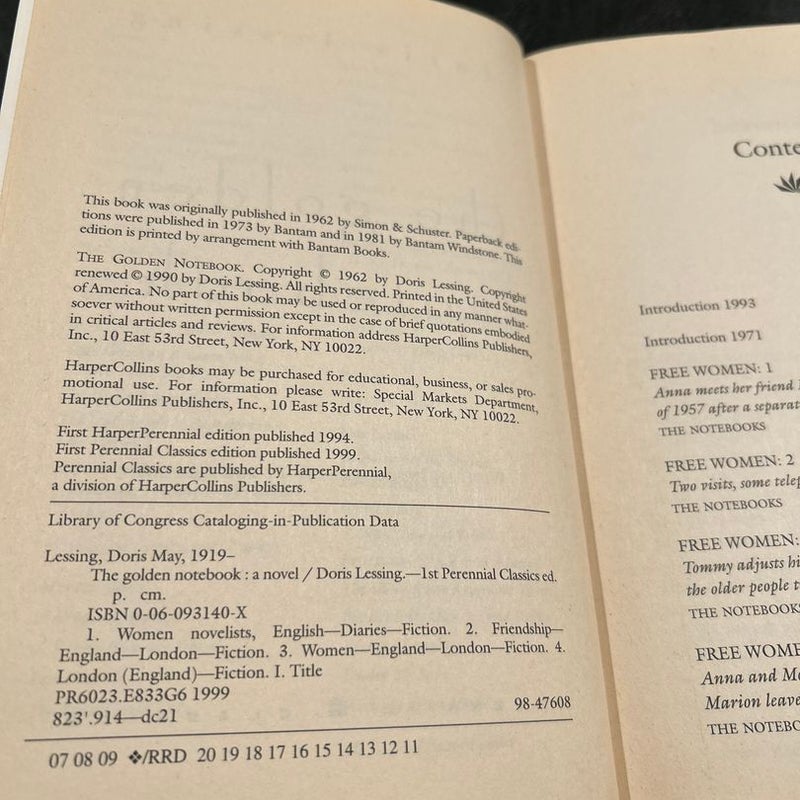 This book was originally published in 1962 by Simon & Schuster. Paperback edi-
tions were published in 1973 by Bantam and in 1981 by Bantam Windstone. This
edition is printed by arrangement with Bantam Books.
THE GOLDEN NOTEBOOK. Copyright © 1962 by Doris Lessing. Copyright
renewed © 1990 by Doris Lessing. All rights reserved. Printed in the United States
of America. No part of this book may be used or reproduced in any manner what-
soever without written permission except in the case of brief quotations embodied
in critical articles and reviews. For information address HarperCollins Publishers,
Inc., 10 East 53rd Street, New York, NY 10022.
HarperCollins books may be purchased for educational, business, or sales pro-
motional use. For information please write: Special Markets Department,
HarperCollins Publishers, Inc., 10 East 53rd Street, New York, NY 10022.
First HarperPerennial edition published 1994.
First Perennial Classics edition published 1999.
Perennial Classics are published by HarperPerennial,
a division of HarperCollins Publishers.
Library of Congress Cataloging-in-Publication Data
Lessing, Doris May, 1919–
The golden notebook : a novel / Doris Lessing.—1st Perennial Classics ed.
p. cm.
ISBN 0-06-093140-X
1. Women novelists, English—Diaries—Fiction. 2. Friendship—
England—London—Fiction. 3. Women—England—London—Fiction. 4.
London (England)—Fiction. I. Title
PR6023.E833G6 1999
823'.914—dc21
98-47608
07 08 09 ❖/RRD 20 19 18 17 16 15 14 13 12 11
Conte
Introduction 1993
Introduction 1971
FREE WOMEN: 1
Anna meets her friend
of 1957 after a separat
THE NOTEBOOKS
FREE WOMEN: 2
Two visits, some telep
THE NOTEBOOKS
FREE WOMEN:
Tommy adjusts hi
the older people t
THE NOTEBOOKS
FREE WOME
Anna and Mo
Marion leave
THE NOTEBO